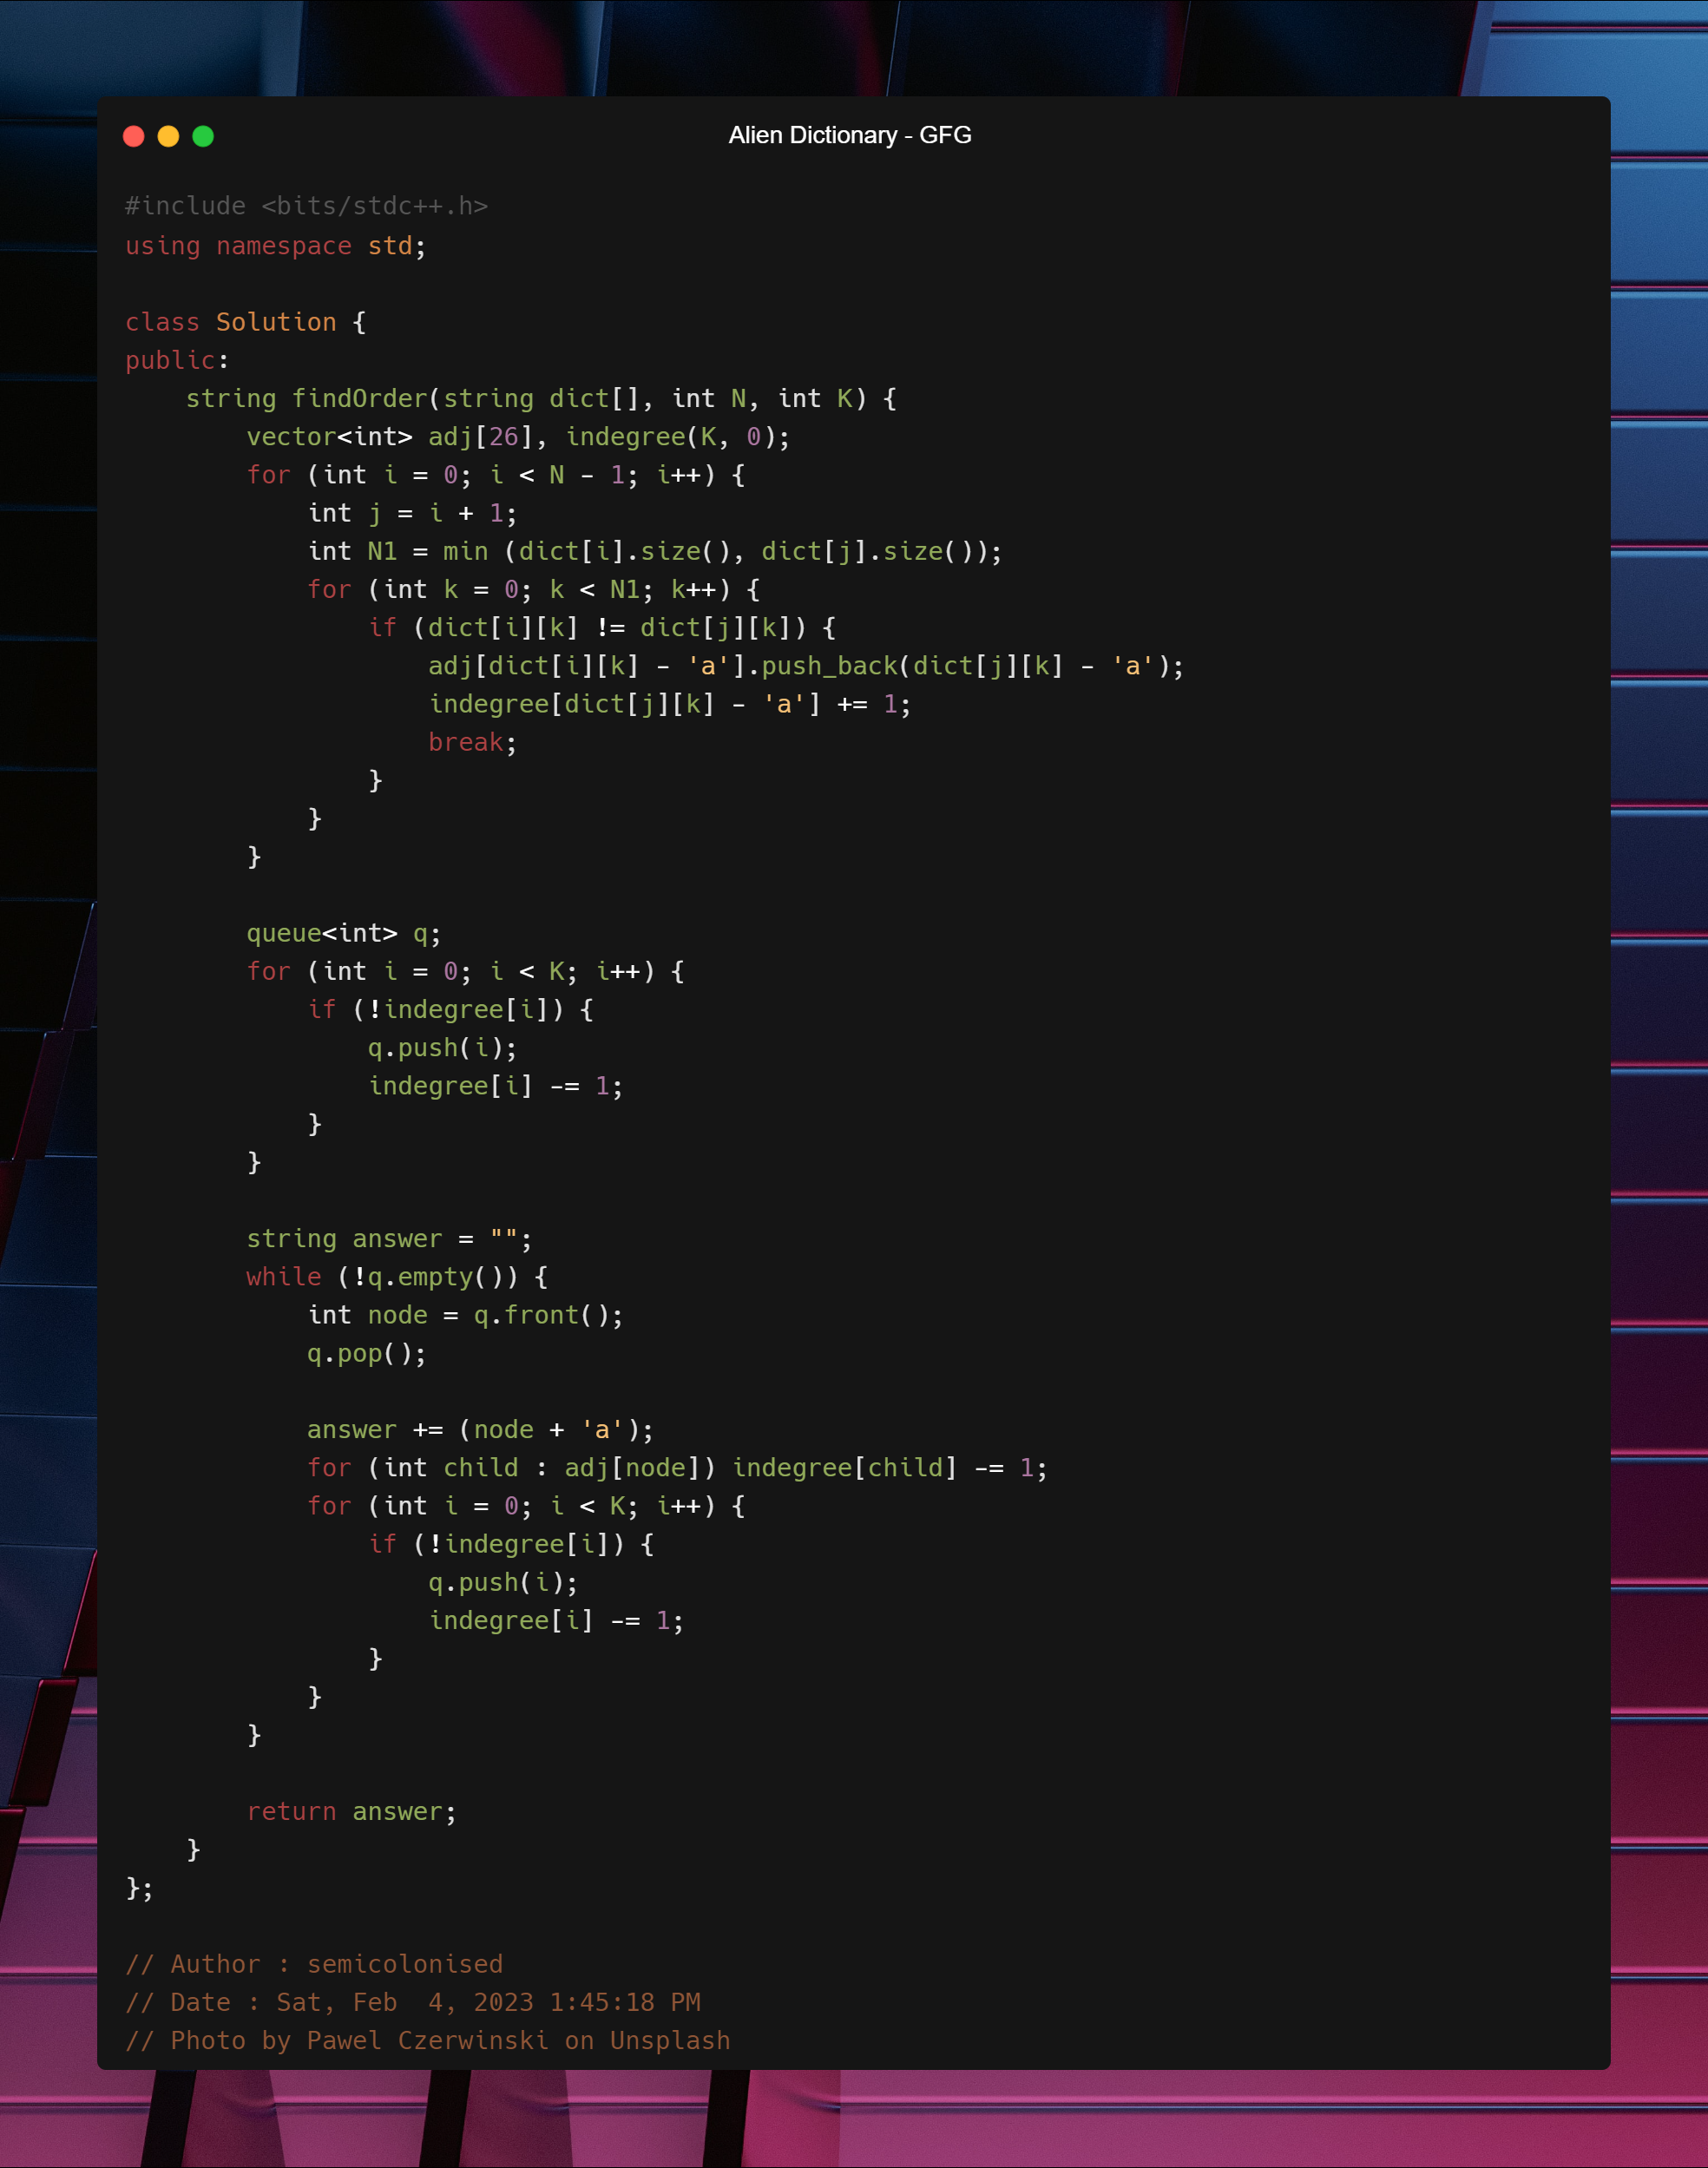 Alien Dictionary - GFG
#include <bits/stdc++.h>
using namespace std;

class Solution {
public:
    string findOrder(string dict[], int N, int K) {
        vector<int> adj[26], indegree(K, 0);
        for (int i = 0; i < N - 1; i++) {
            int j = i + 1;
            int N1 = min (dict[i].size(), dict[j].size());
            for (int k = 0; k < N1; k++) {
                if (dict[i][k] != dict[j][k]) {
                    adj[dict[i][k] - 'a'].push_back(dict[j][k] - 'a');
                    indegree[dict[j][k] - 'a'] += 1;
                    break;
                }
            }
        }

        queue<int> q;
        for (int i = 0; i < K; i++) {
            if (!indegree[i]) {
                q.push(i);
                indegree[i] -= 1;
            }
        }

        string answer = "";
        while (!q.empty()) {
            int node = q.front();
            q.pop();

            answer += (node + 'a');
            for (int child : adj[node]) indegree[child] -= 1;
            for (int i = 0; i < K; i++) {
                if (!indegree[i]) {
                    q.push(i);
                    indegree[i] -= 1;
                }
            }
        }

        return answer;
    }
};

// Author : semicolonised
// Date : Sat, Feb  4, 2023 1:45:18 PM
// Photo by Pawel Czerwinski on Unsplash